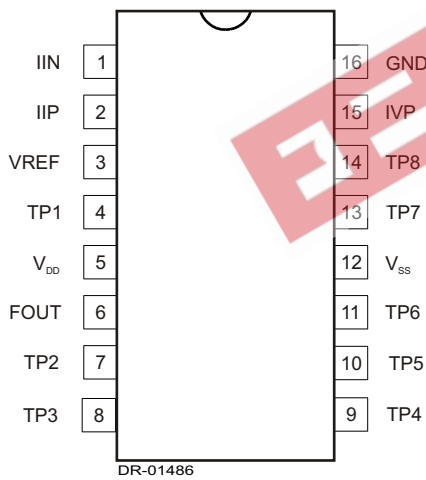 IIN 1 16 GND
IIP 2 15 IVP
VREF 3 14 TP8
TP1 4 13 TP7
VDD 5 12 VSS
FOUT 6 11 TP6
TP2 7 10 TP5
TP3 8 9 TP4
DR-01486